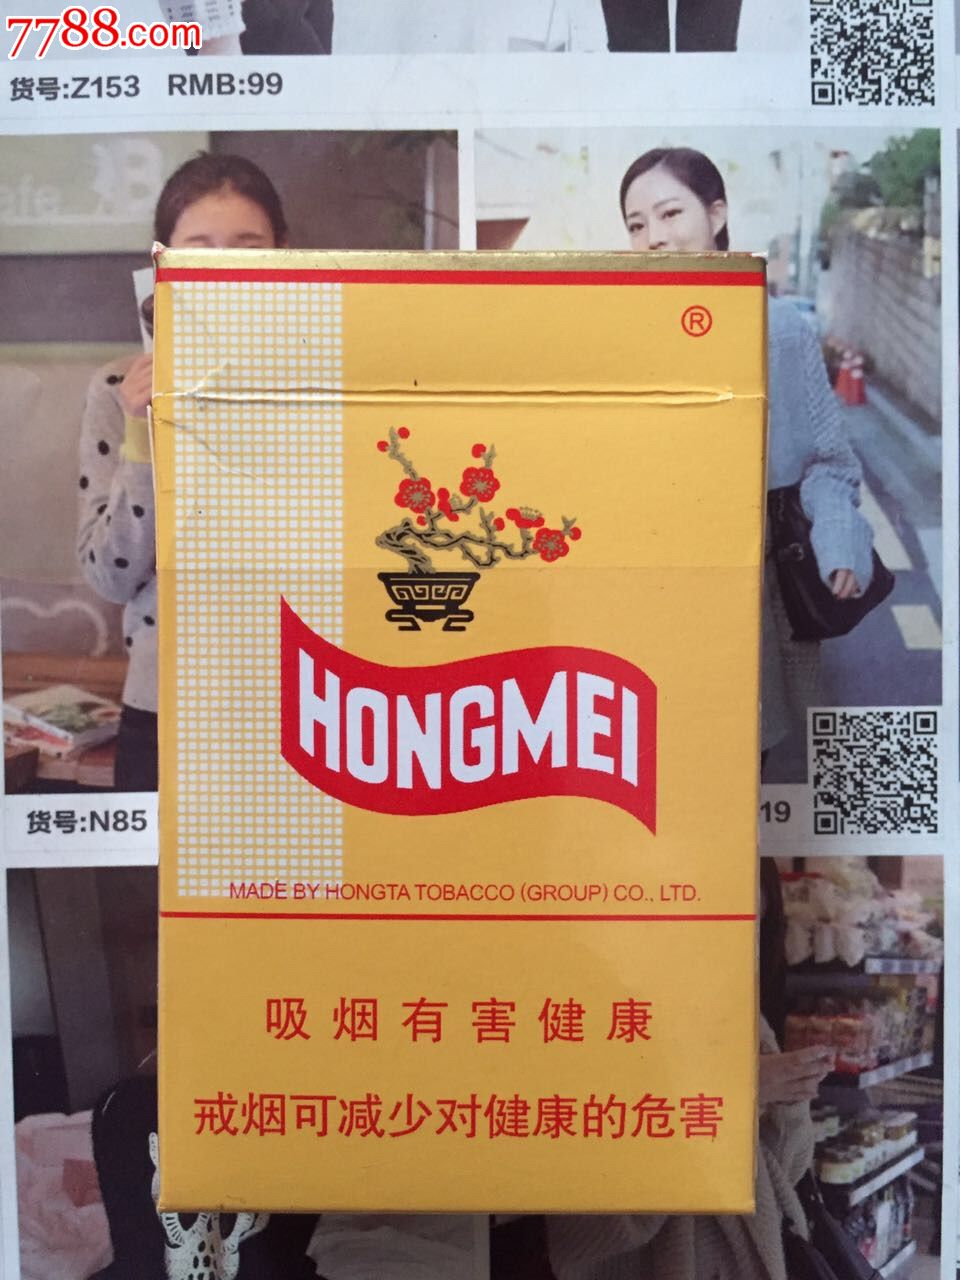 7788.com
货号:Z153 RMB:99
afe B
®
HONGMEI
货号:N85
19
MADE BY HONGTA TOBACCO (GROUP) CO., LTD.
吸烟有害健康
戒烟可减少对健康的危害